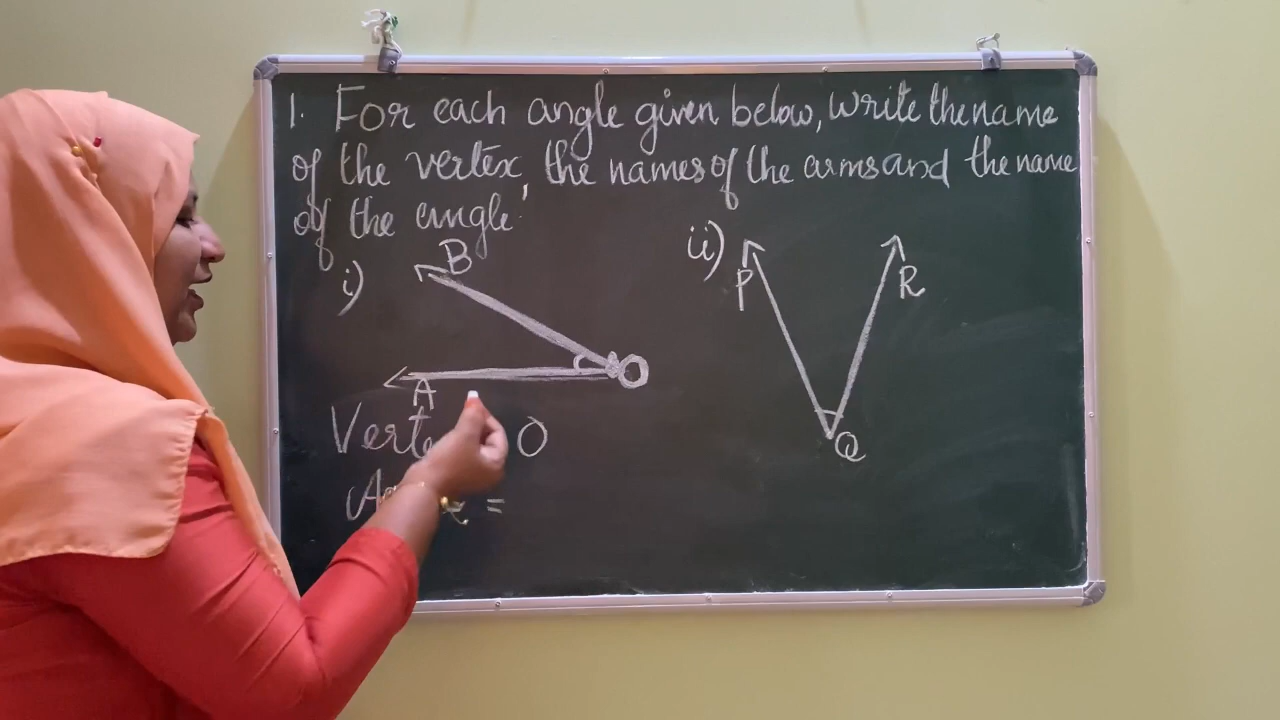 1. For each angle given below, write the name
of the vertex the names of the arms and the name
of the angle.
i)
B
A
O
ii)
P
R
Q
O
=